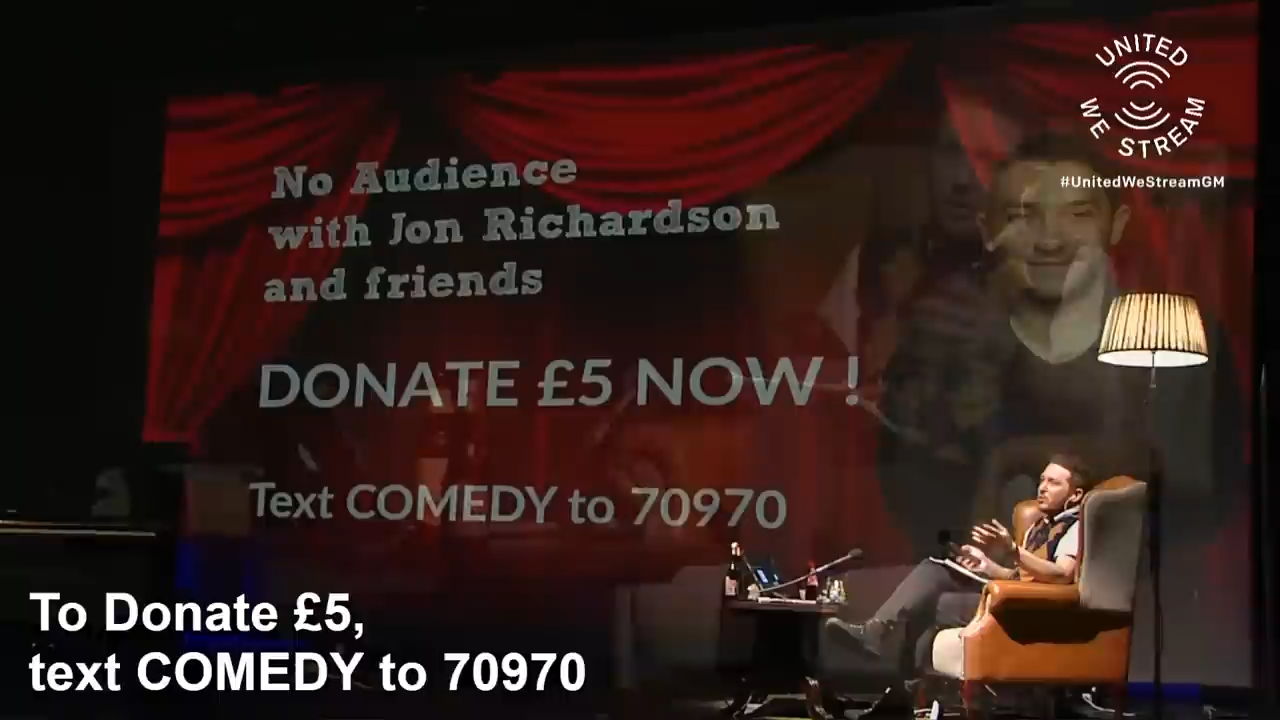 UNITED
WE STREAM
#UnitedWeStreamGM
No Audience
with Jon Richardson
and friends
DONATE £5 NOW !
Text COMEDY to 70970
To Donate £5,
text COMEDY to 70970